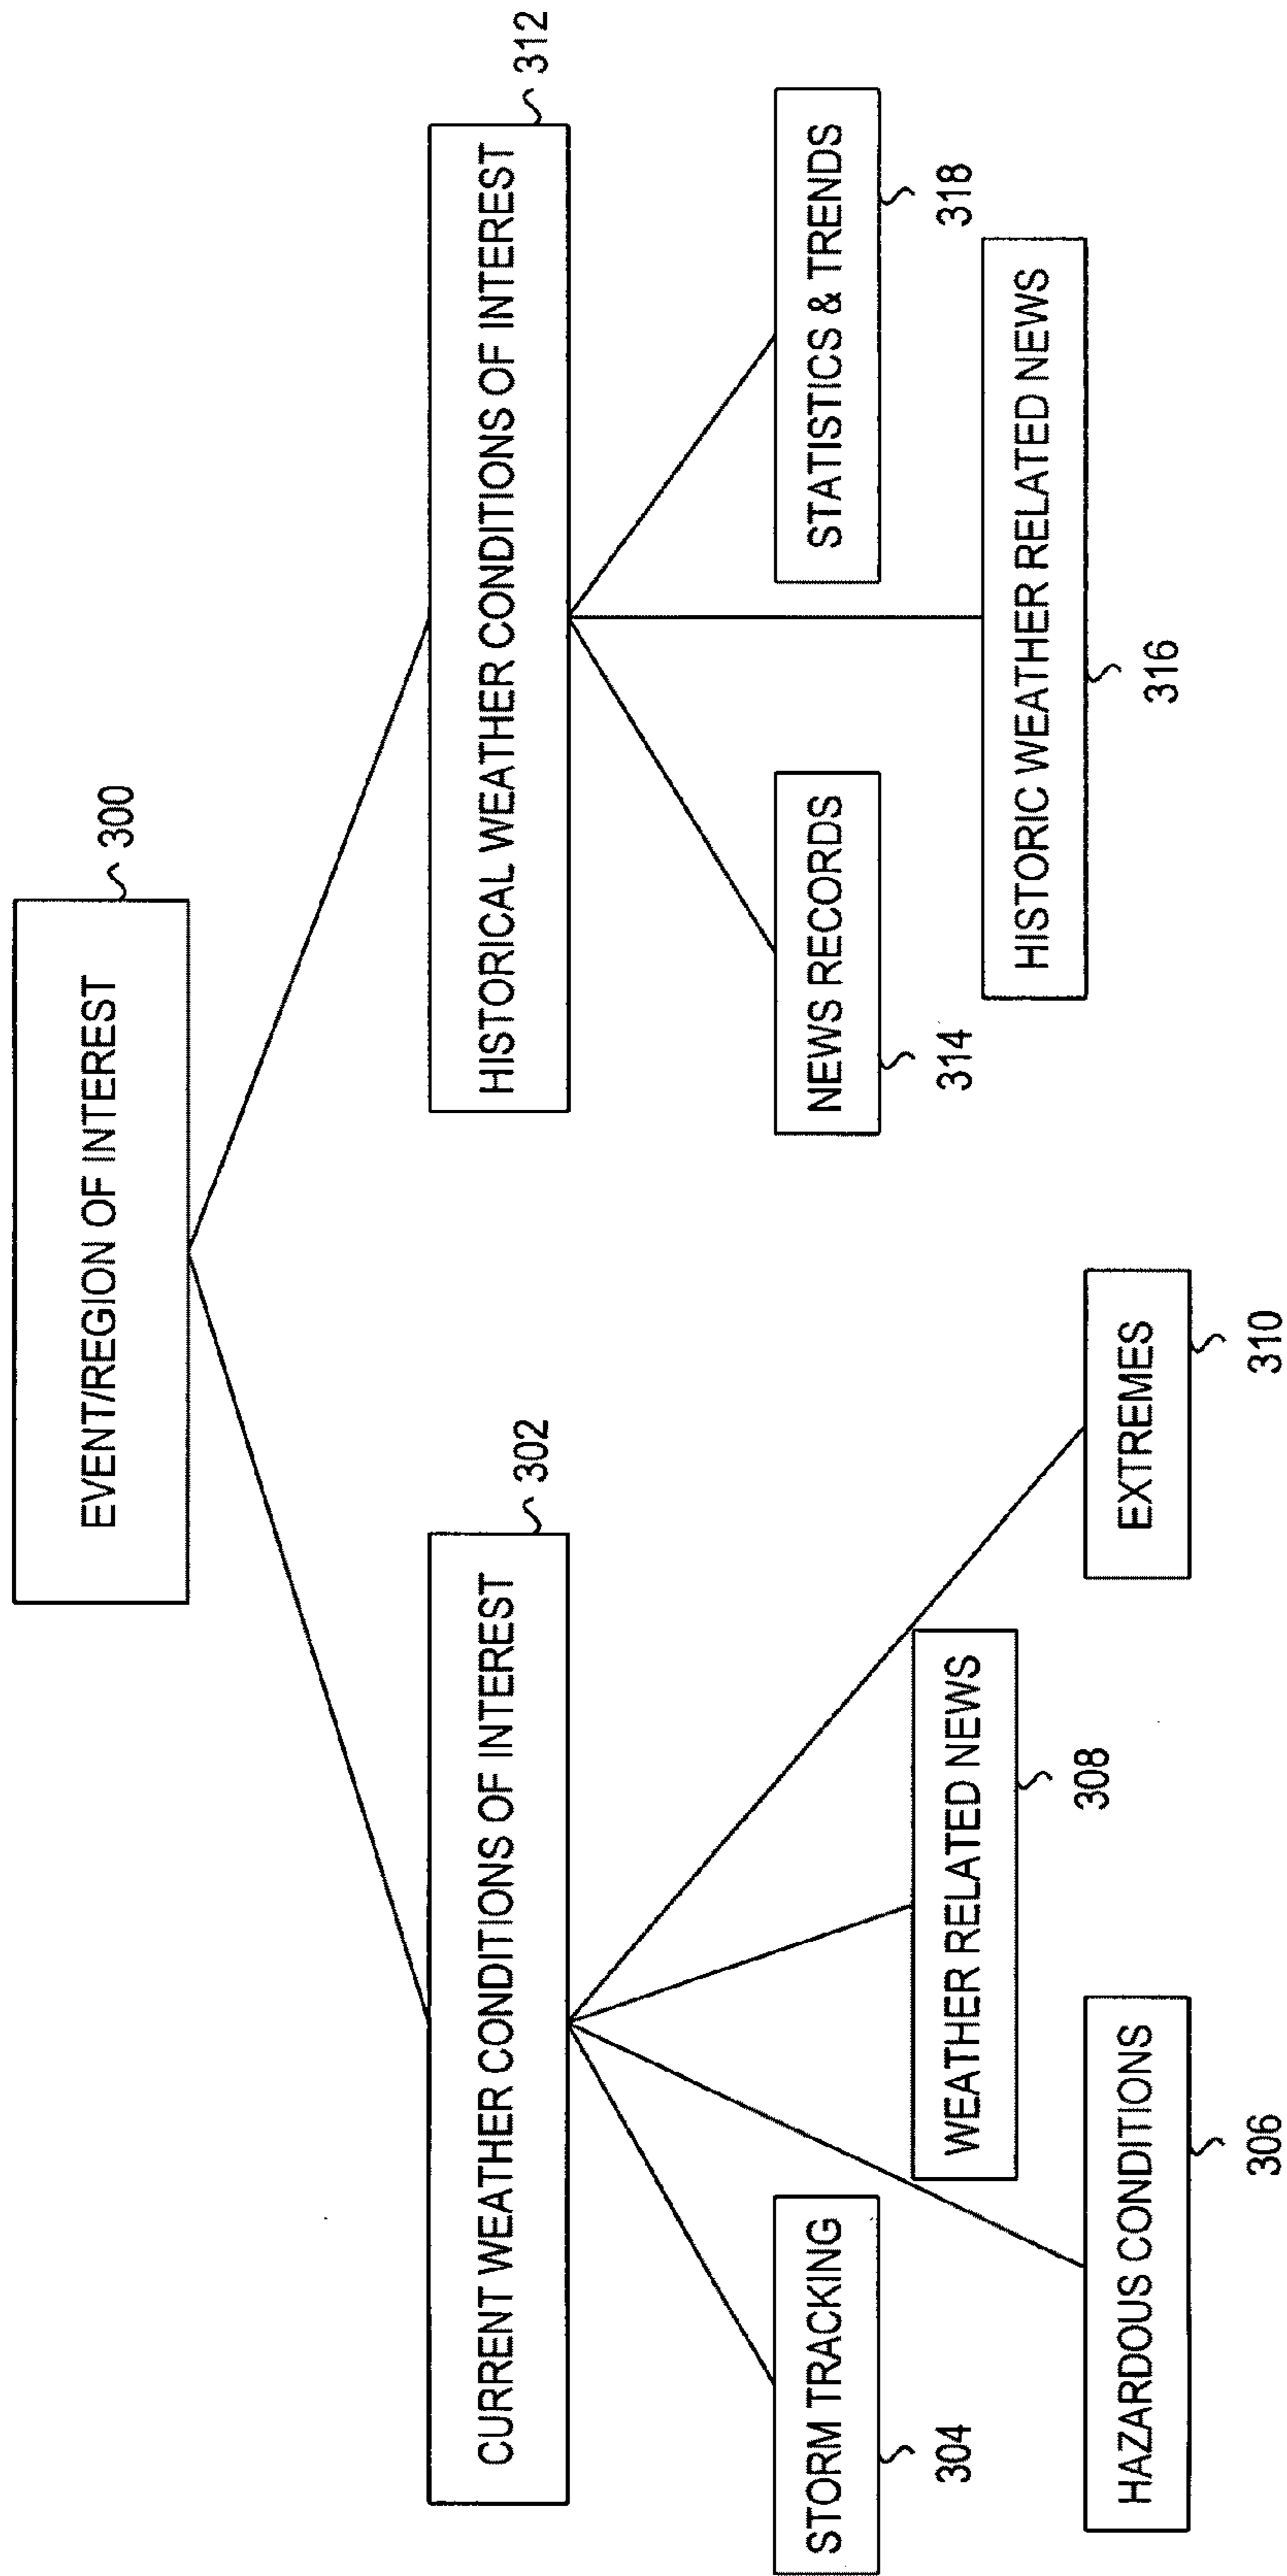 EVENT/REGION OF INTEREST
300
CURRENT WEATHER CONDITIONS OF INTEREST
302
HISTORICAL WEATHER CONDITIONS OF INTEREST
312
STORM TRACKING
304
HAZARDOUS CONDITIONS
306
WEATHER RELATED NEWS
308
EXTREMES
310
NEWS RECORDS
314
HISTORIC WEATHER RELATED NEWS
316
STATISTICS & TRENDS
318